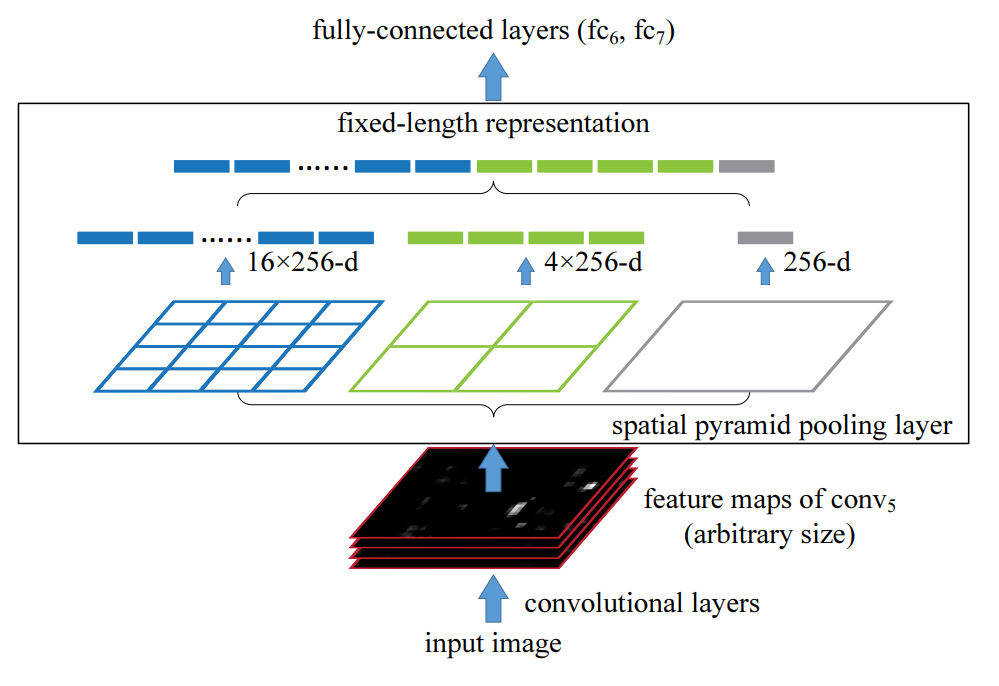 fully-connected layers (fc₆, fc₇)
fixed-length representation
......
......
16×256-d
4×256-d
256-d
spatial pyramid pooling layer
feature maps of conv₅
(arbitrary size)
convolutional layers
input image